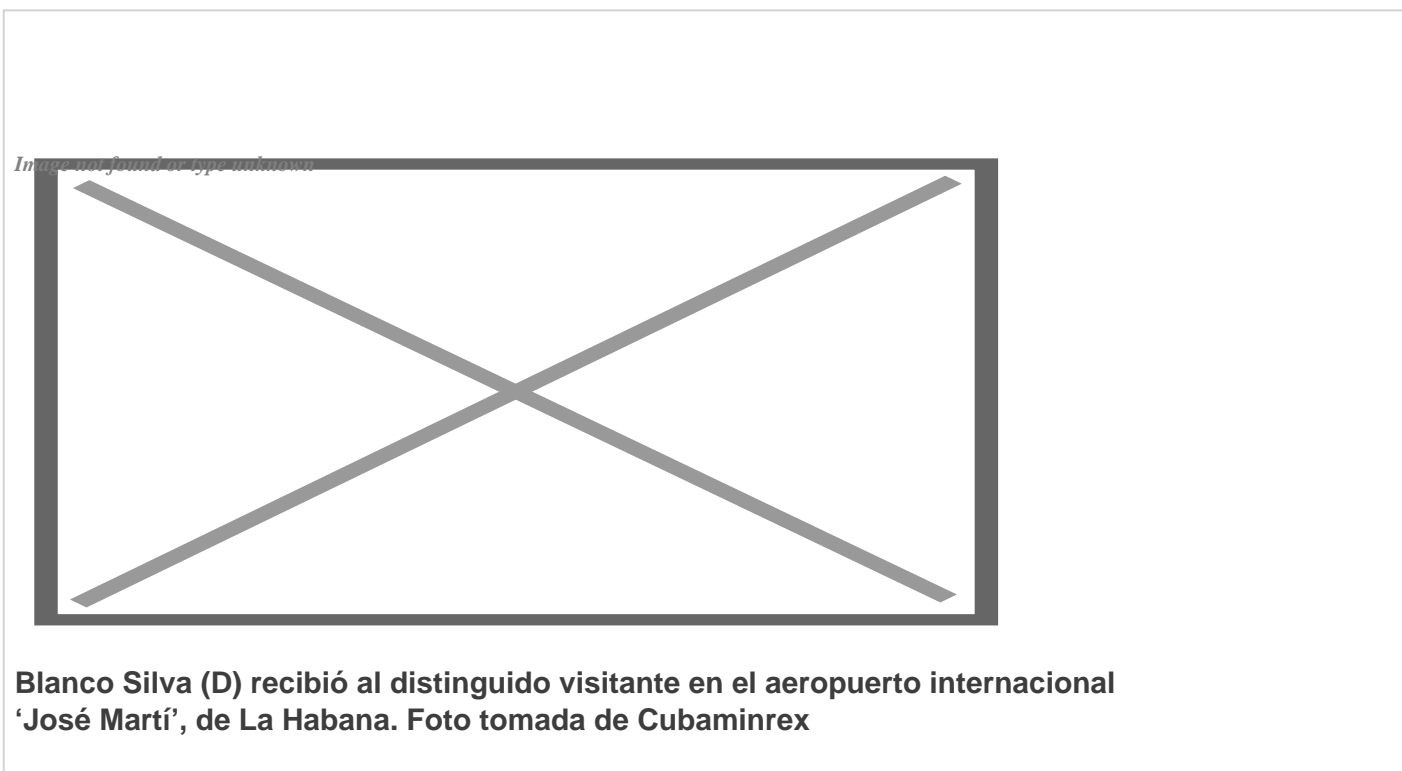 Image not found or type unknown
Blanco Silva (D) recibió al distinguido visitante en el aeropuerto internacional
‘José Martí’, de La Habana. Foto tomada de Cubaminrex